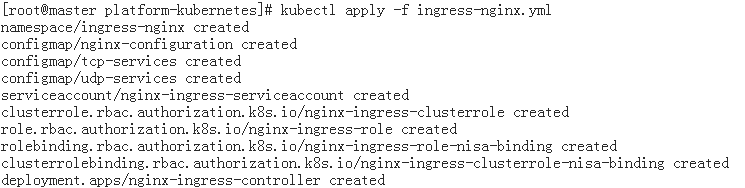 [root@master platform-kubernetes]# kubectl apply -f ingress-nginx.yml
namespace/ingress-nginx created
configmap/nginx-configuration created
configmap/tcp-services created
configmap/udp-services created
serviceaccount/nginx-ingress-serviceaccount created
clusterrole.rbac.authorization.k8s.io/nginx-ingress-clusterrole created
role.rbac.authorization.k8s.io/nginx-ingress-role created
rolebinding.rbac.authorization.k8s.io/nginx-ingress-role-nisa-binding created
clusterrolebinding.rbac.authorization.k8s.io/nginx-ingress-clusterrole-nisa-binding created
deployment.apps/nginx-ingress-controller created